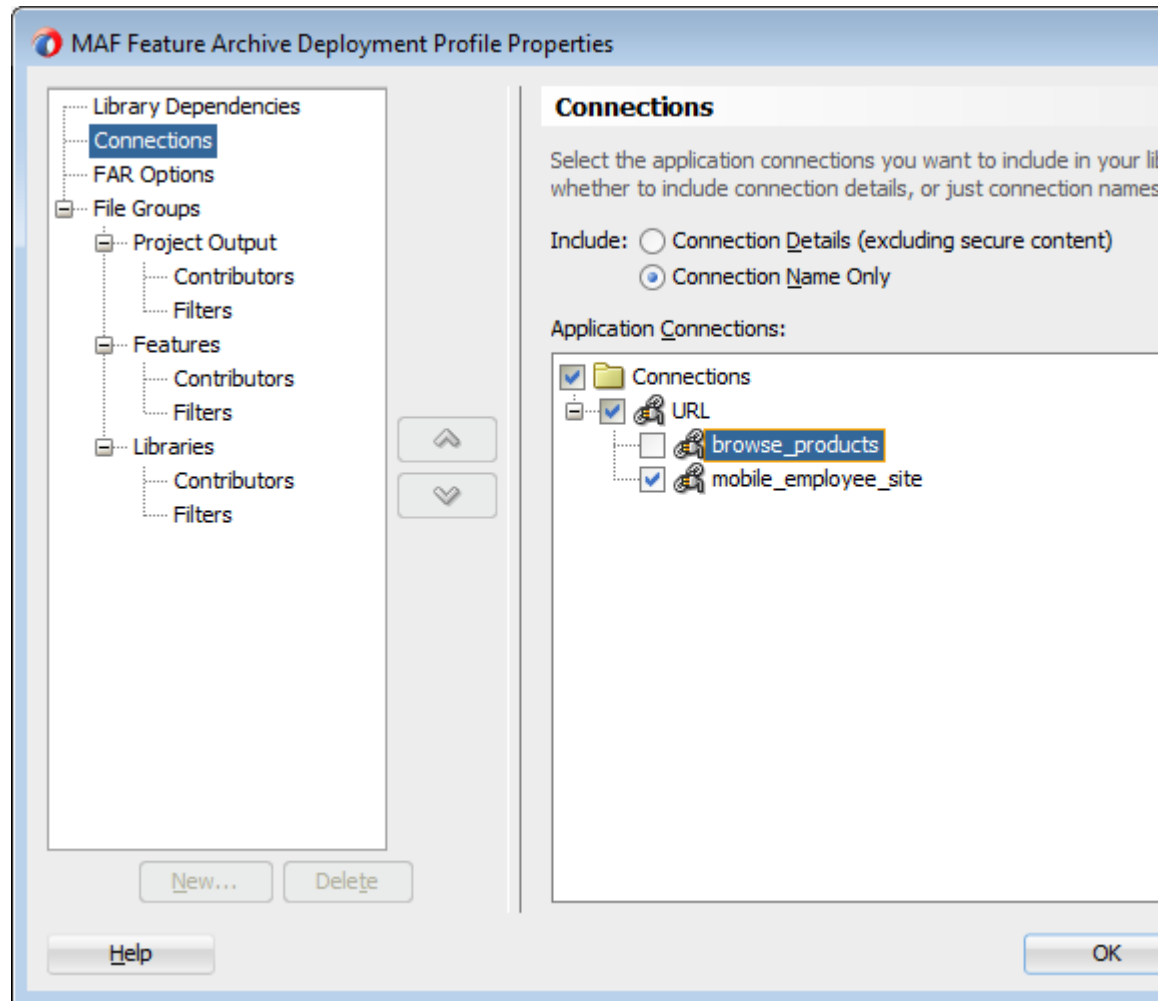 MAF Feature Archive Deployment Profile Properties
Library Dependencies
Connections
FAR Options
File Groups
Project Output
Contributors
Filters
Features
Contributors
Filters
Libraries
Contributors
Filters
New...
Delete
Connections
Select the application connections you want to include in your
whether to include connection details, or just connection names
Include:
Connection Details (excluding secure content)
Connection Name Only
Application Connections:
Connections
URL
browse_products
mobile_employee_site
Help
OK